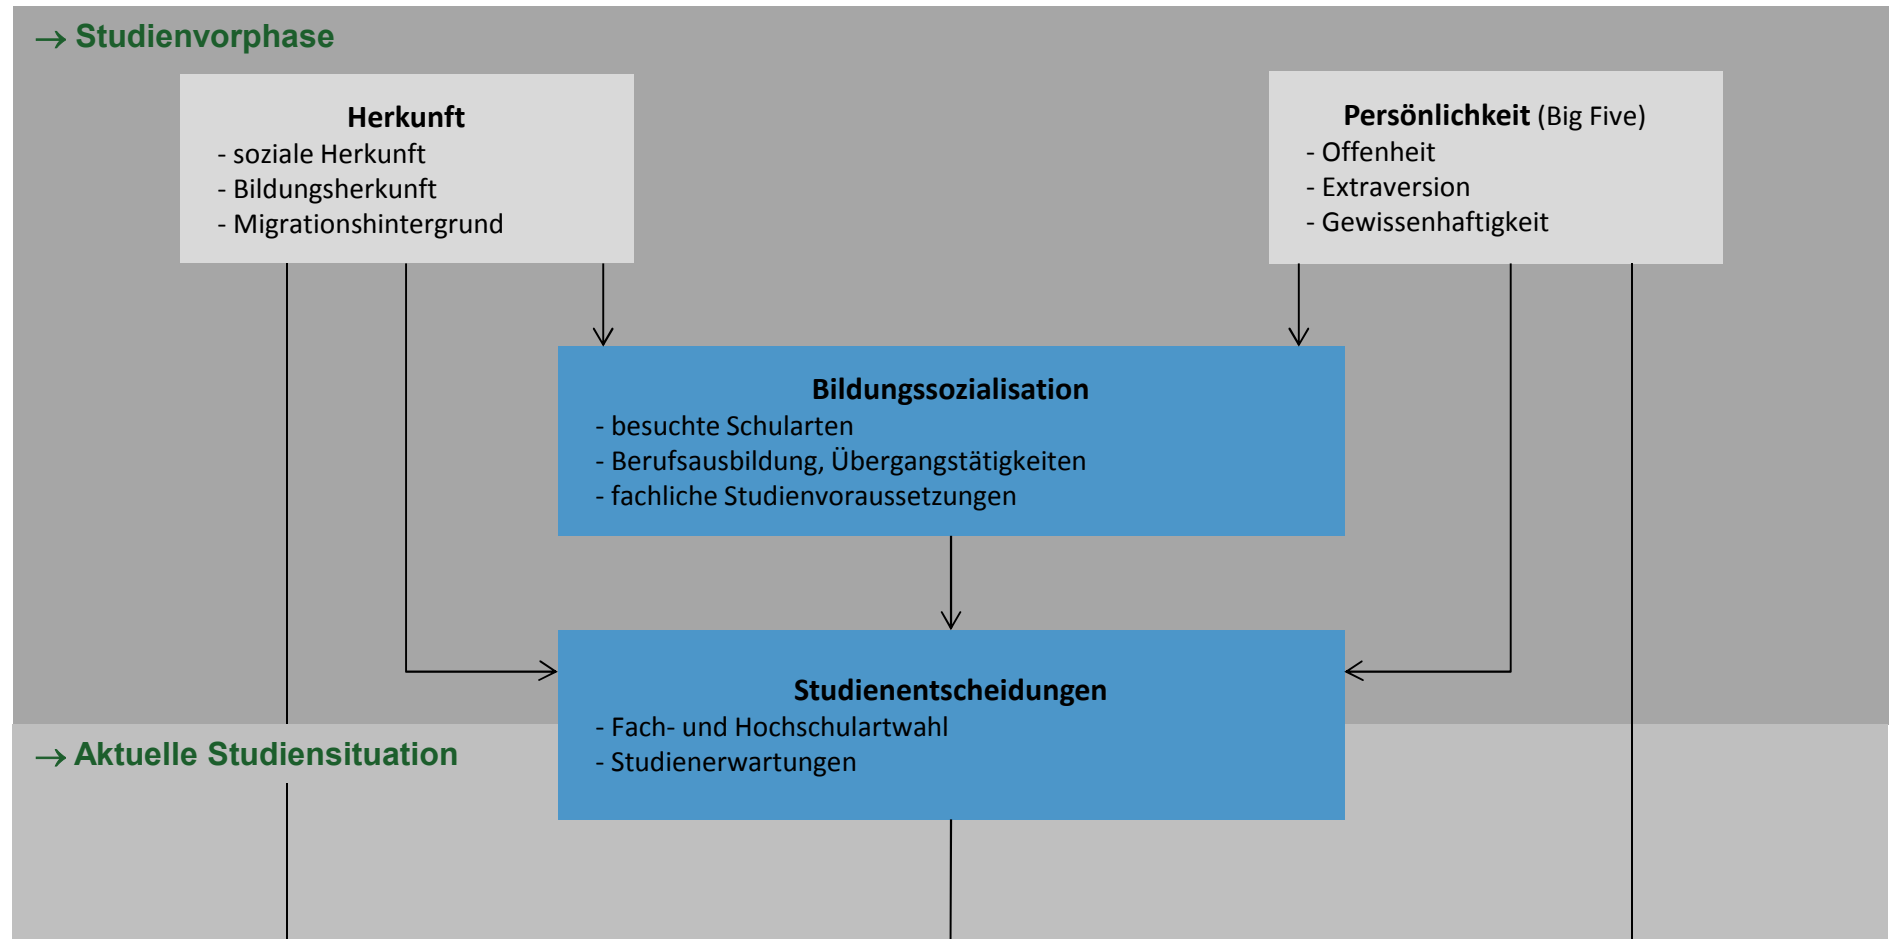 → Studienvorphase
Herkunft
- soziale Herkunft
- Bildungsherkunft
- Migrationshintergrund
Persönlichkeit (Big Five)
- Offenheit
- Extraversion
- Gewissenhaftigkeit
Bildungssozialisation
- besuchte Schularten
- Berufsausbildung, Übergangstätigkeiten
- fachliche Studienvoraussetzungen
Studienentscheidungen
- Fach- und Hochschulartwahl
- Studienerwartungen
→ Aktuelle Studiensituation